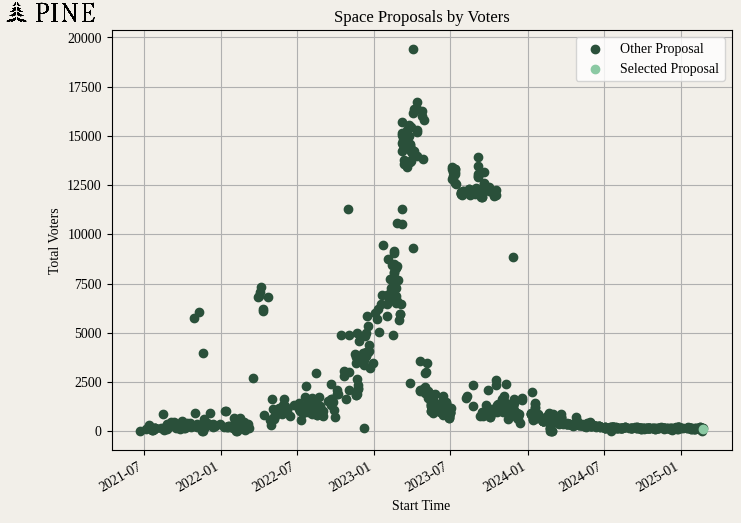 PINE
Space Proposals by Voters
Other Proposal
Selected Proposal
Total Voters
20000
17500
15000
12500
10000
7500
5000
2500
0
2021-07
2022-01
2022-07
2023-01
2023-07
2024-01
2024-07
2025-01
Start Time